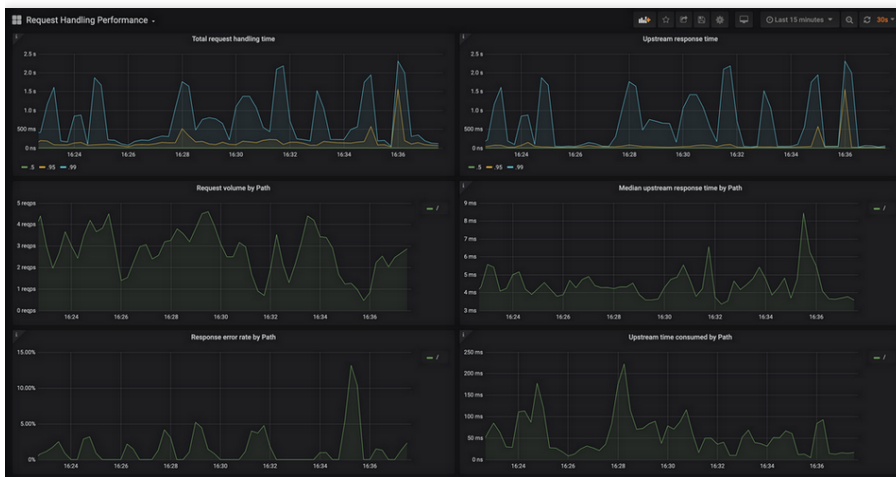 Request Handling Performance
Last 15 minutes
30s
Total request handling time
2.5 s
2.0 s
1.5 s
1.0 s
500 ms
0 ns
16:24
16:26
16:28
16:30
16:32
16:34
16:36
.5
.95
.99
Upstream response time
2.5 s
2.0 s
1.5 s
1.0 s
500 ms
0 ns
16:24
16:26
16:28
16:30
16:32
16:34
16:36
.5
.95
.99
Request volume by Path
5 reqps
4 reqps
3 reqps
2 reqps
1 reqps
0 reqps
16:24
16:26
16:28
16:30
16:32
16:34
16:36
/
Median upstream response time by Path
9 ms
8 ms
7 ms
6 ms
5 ms
4 ms
3 ms
16:24
16:26
16:28
16:30
16:32
16:34
16:36
/
Response error rate by Path
15.00%
10.00%
5.00%
0%
16:24
16:26
16:28
16:30
16:32
16:34
16:36
/
Upstream time consumed by Path
250 ms
200 ms
150 ms
100 ms
50 ms
0 ns
16:24
16:26
16:28
16:30
16:32
16:34
16:36
/